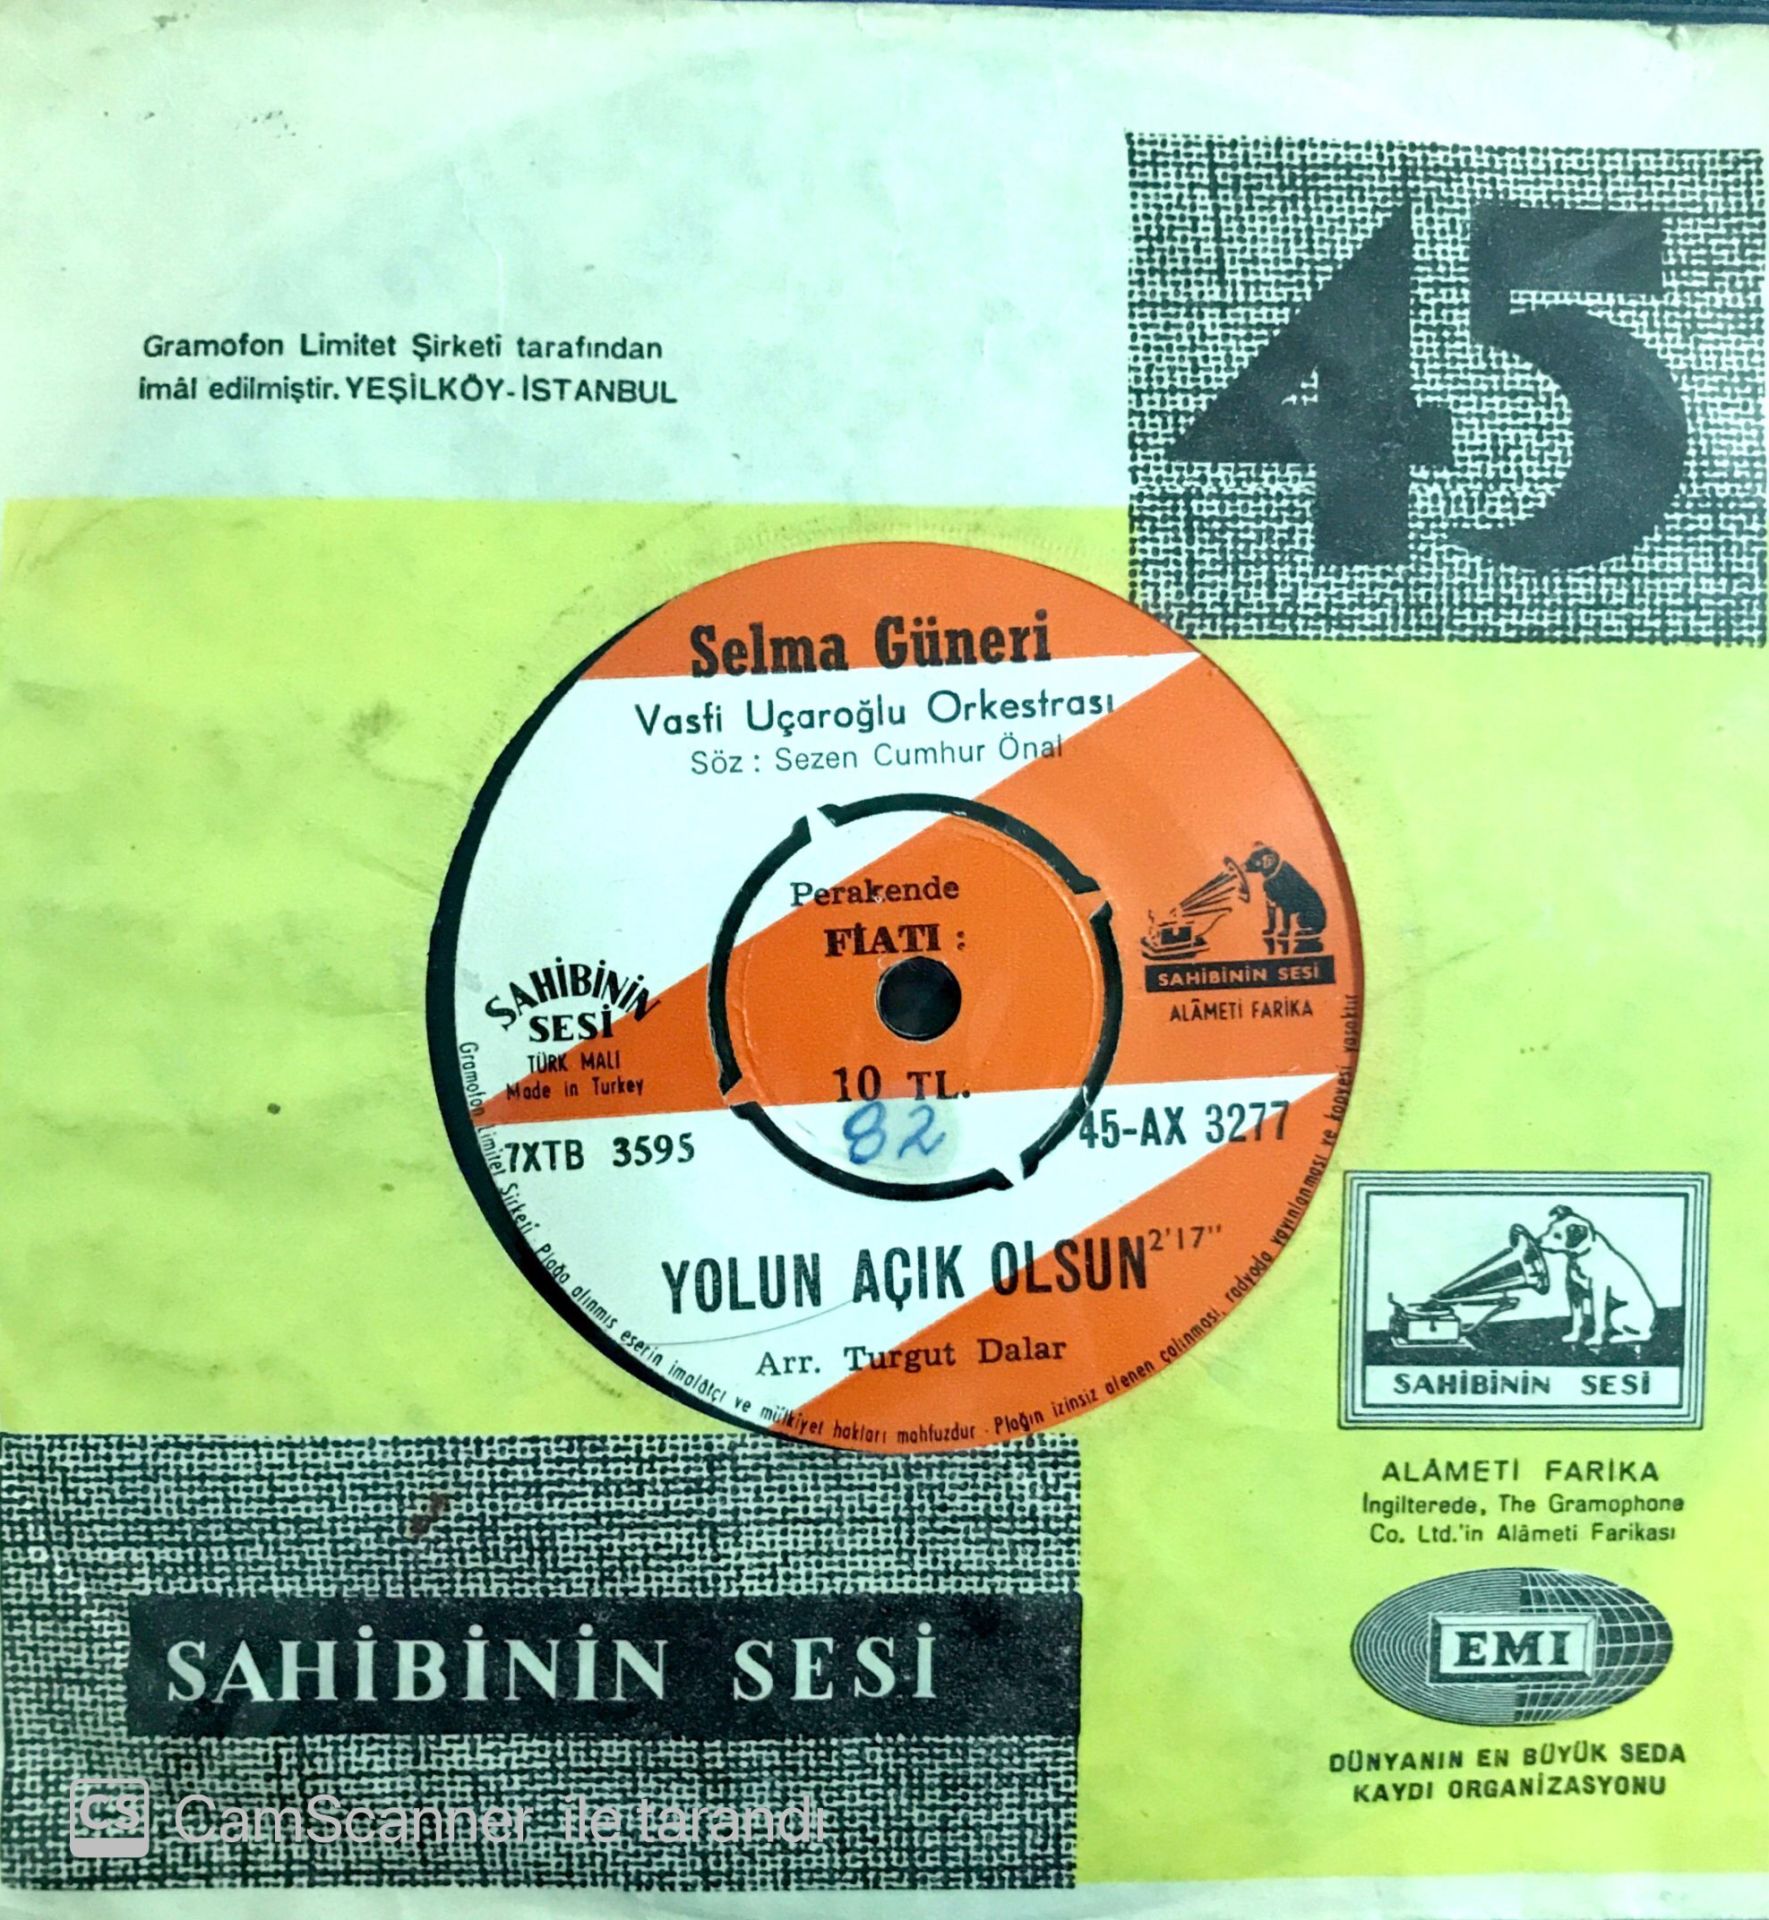 45
Gramofon Limitet Şirketi tarafından
imâl edilmiştir. YEŞİLKÖY-İSTANBUL
Selma Güneri
Vasfi Uçaroğlu Orkestrası
Söz : Sezen Cumhur Önal
Perakende
FİATI :
10 TL.
82
SAHİBİNİN
SESİ
TÜRK MALI
Made in Turkey
SAHİBİNİN SESİ
ALÂMETİ FARİKA
7XTB 3595
45-AX 3277
YOLUN AÇIK OLSUN 2'17"
Arr. Turgut Dalar
Gramofon Limitet Şirketi - Plağa alınmış eserin imalâtçı ve mülkiyet hakları mahfuzdur - Plağın izinsiz alenen çalınması, radyoda yayınlanması ve kopyesi yasaktır
SAHİBİNİN SESİ
ALÂMETİ FARİKA
İngilterede, The Gramophone
Co. Ltd.'in Alâmeti Farikası
EMI
DÜNYANIN EN BÜYÜK SEDA
KAYDI ORGANİZASYONU
SAHİBİNİN SESİ
CS CamScanner ile tarandı